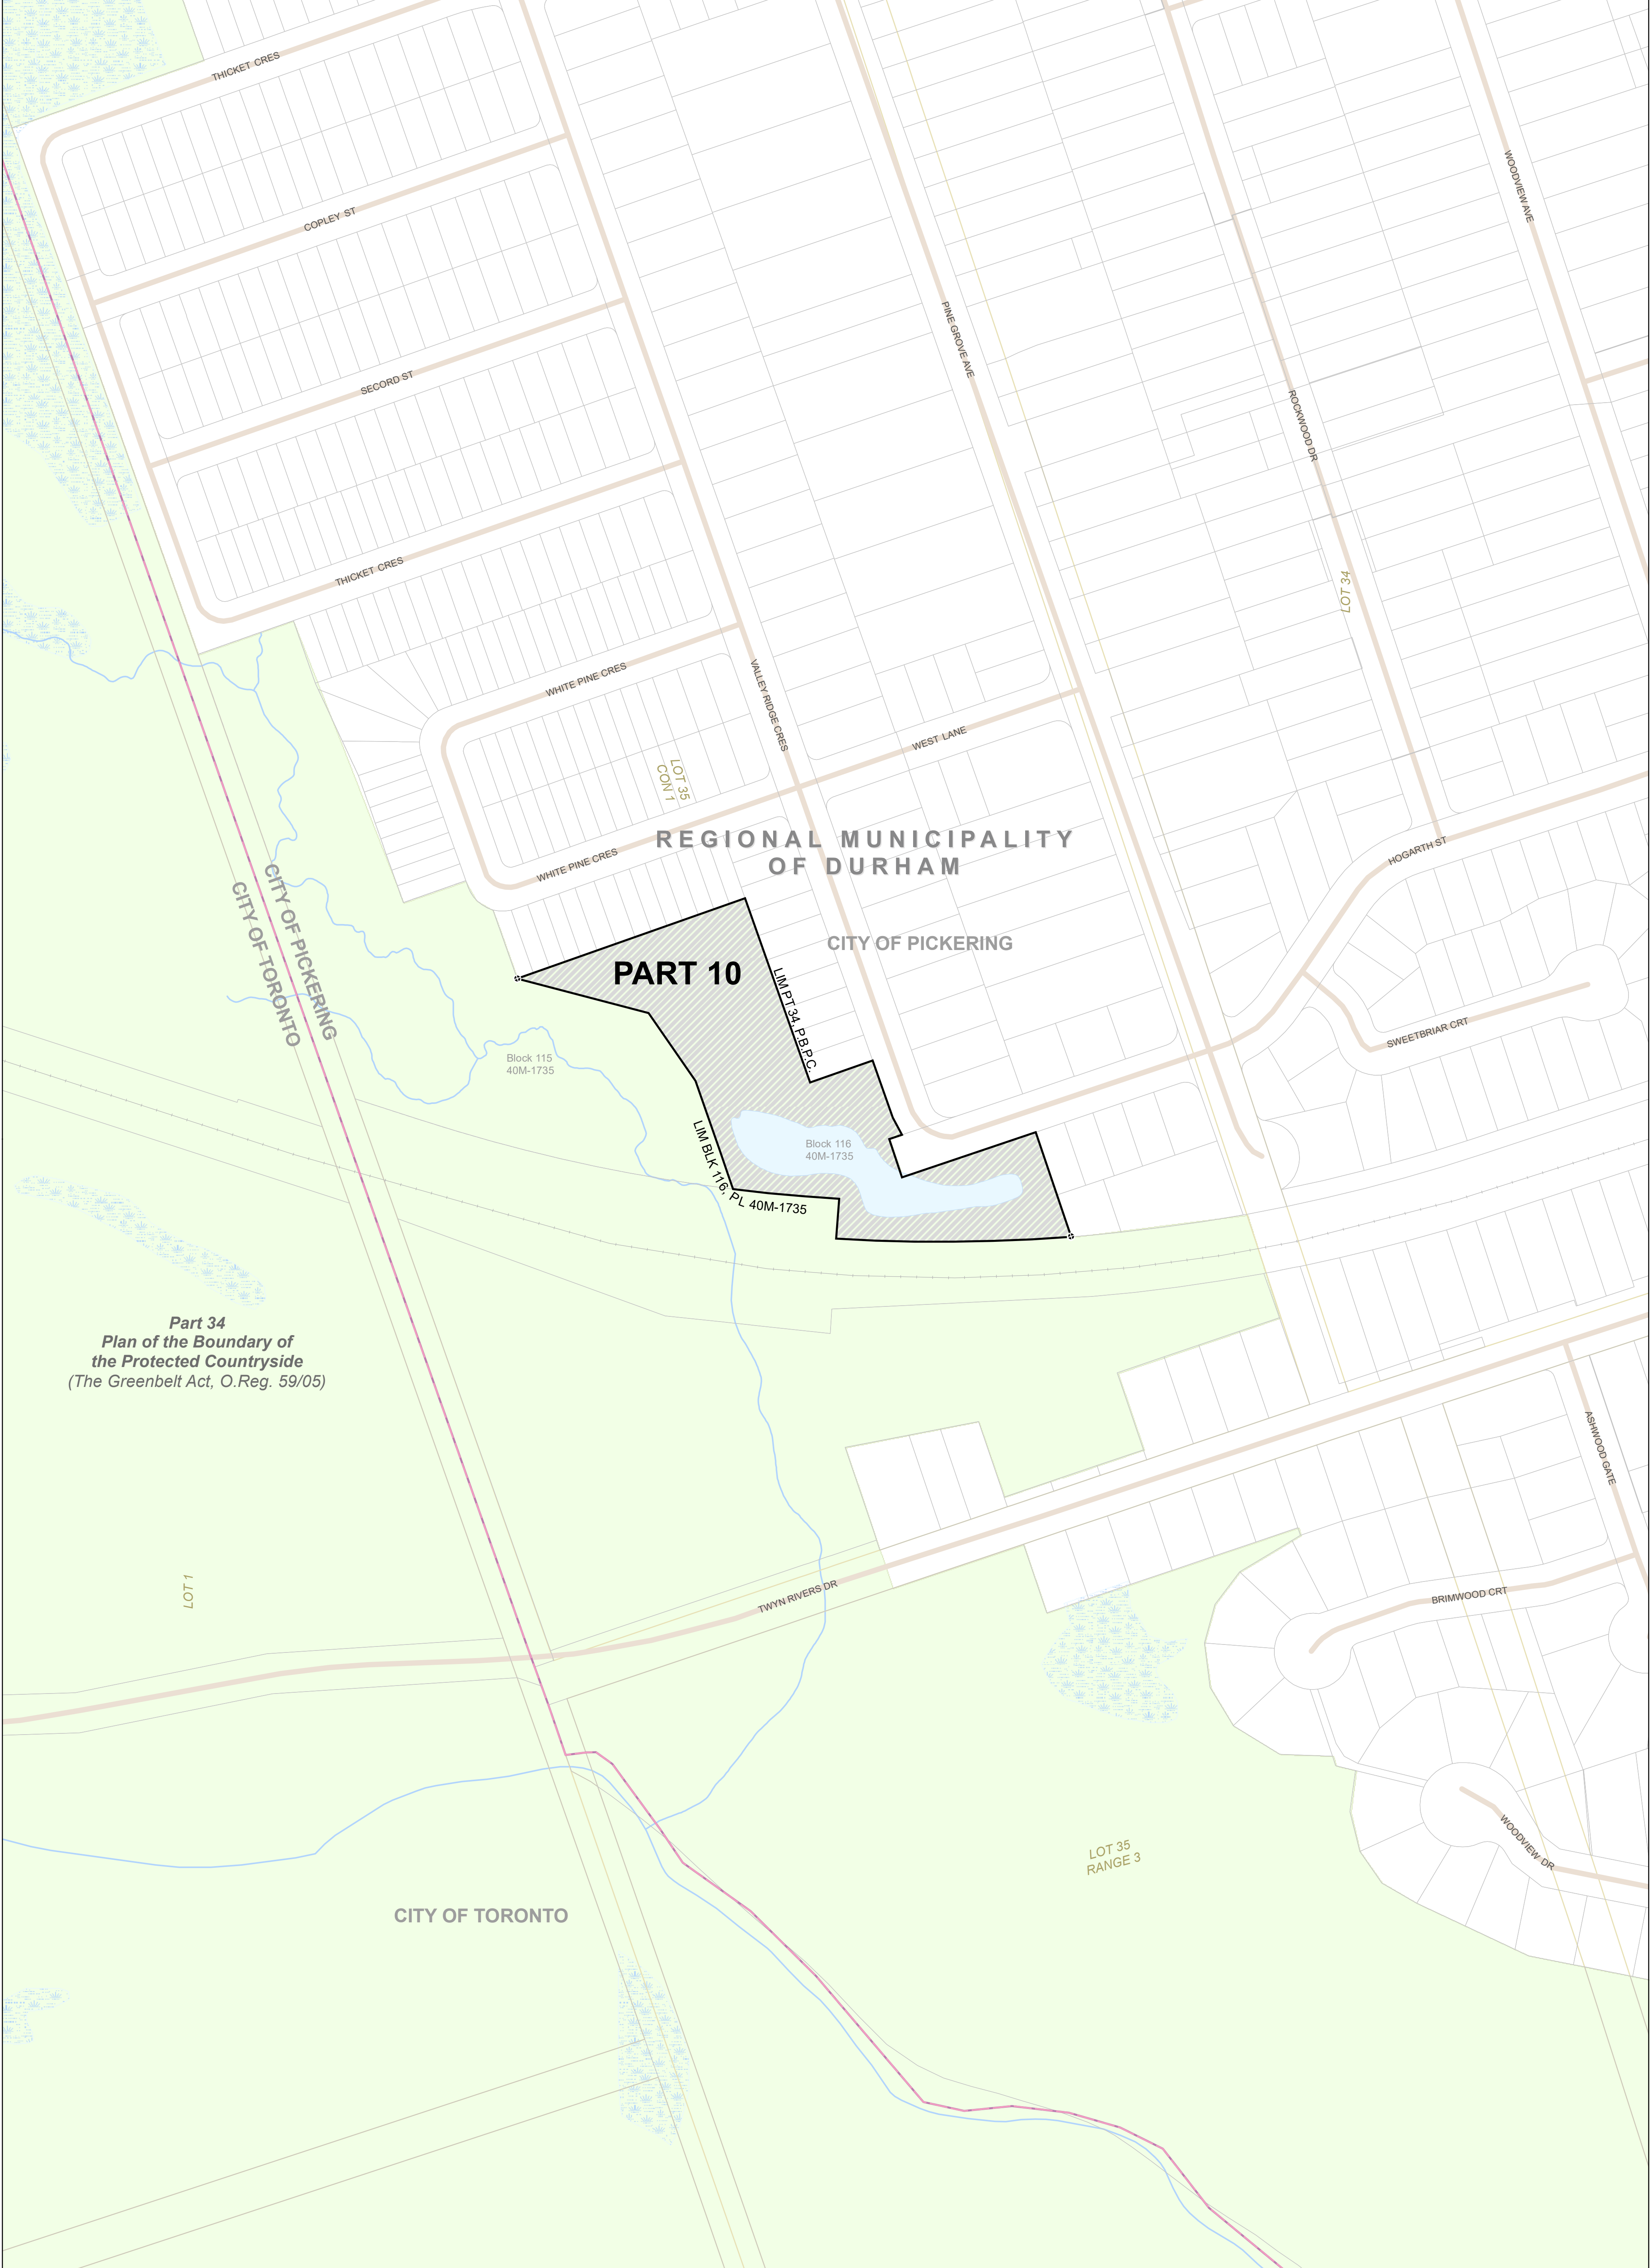 THICKET CRES
WOODVIEW AVE
COPLEY ST
PINE GROVE AVE
SECORD ST
ROCKWOOD DR
THICKET CRES
LOT 34
WHITE PINE CRES
VALLEY RIDGE CRES
WEST LANE
LOT 35
CON 1
REGIONAL MUNICIPALITY
OF DURHAM
WHITE PINE CRES
HOGARTH ST
CITY OF PICKERING
CITY OF TORONTO
CITY OF PICKERING
PART 10
LIM PT 34, P.B.P.C.
SWEETBRIAR CRT
Block 115
40M-1735
Block 116
40M-1735
LIM BLK 116, PL 40M-1735
Part 34
Plan of the Boundary of
the Protected Countryside
(The Greenbelt Act, O.Reg. 59/05)
ASHWOOD GATE
LOT 1
TWYN RIVERS DR
BRIMWOOD CRT
WOODVIEW DR
LOT 35
RANGE 3
CITY OF TORONTO